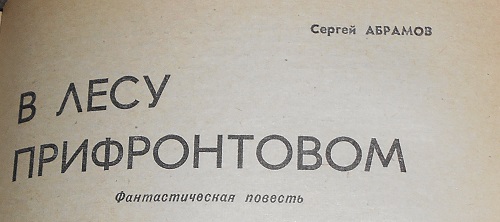 Сергей АБРАМОВ
В ЛЕСУ
ПРИФРОНТОВОМ
Фантастическая повесть